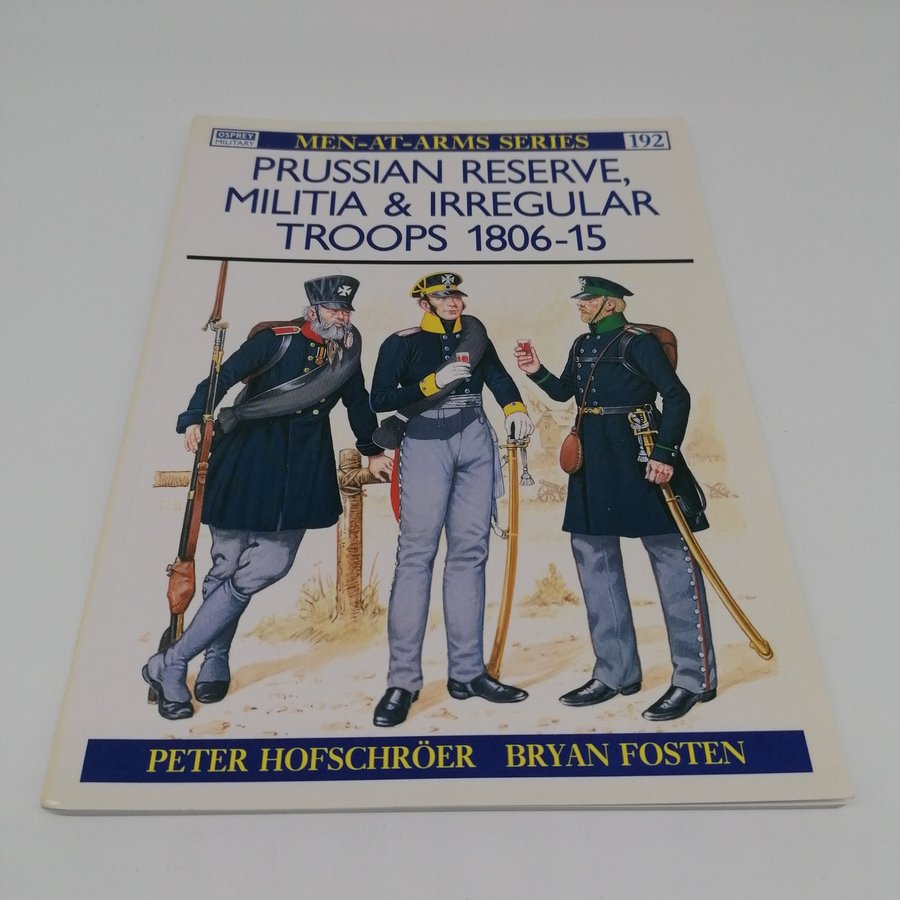 OSPREY
MILITARY
MEN-AT-ARMS SERIES
192
PRUSSIAN RESERVE,
MILITIA & IRREGULAR
TROOPS 1806-15
PETER HOFSCHRÖER BRYAN FOSTEN